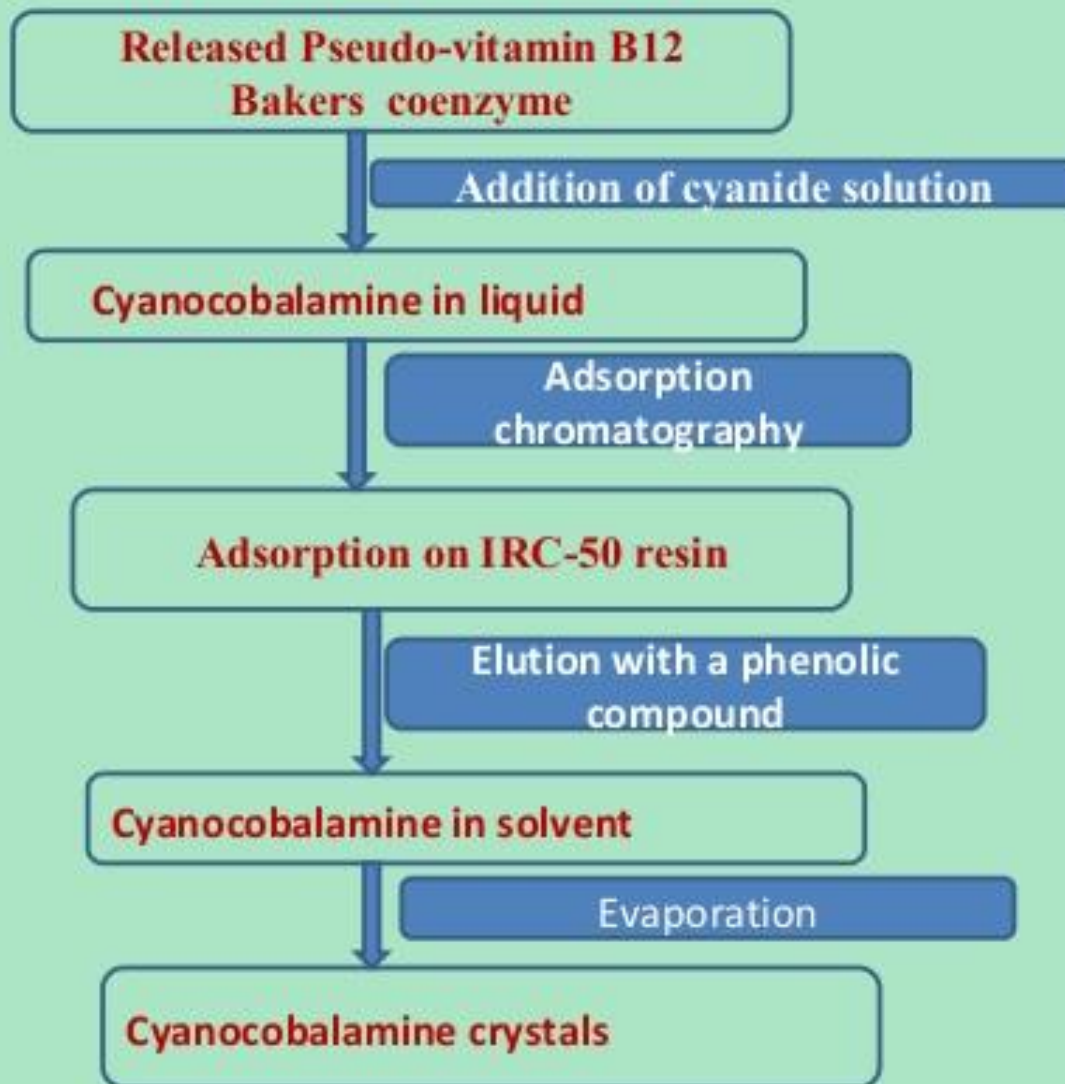 Released Pseudo-vitamin B12
Bakers coenzyme
Addition of cyanide solution
Cyanocobalamine in liquid
Adsorption
chromatography
Adsorption on IRC-50 resin
Elution with a phenolic
compound
Cyanocobalamine in solvent
Evaporation
Cyanocobalamine crystals